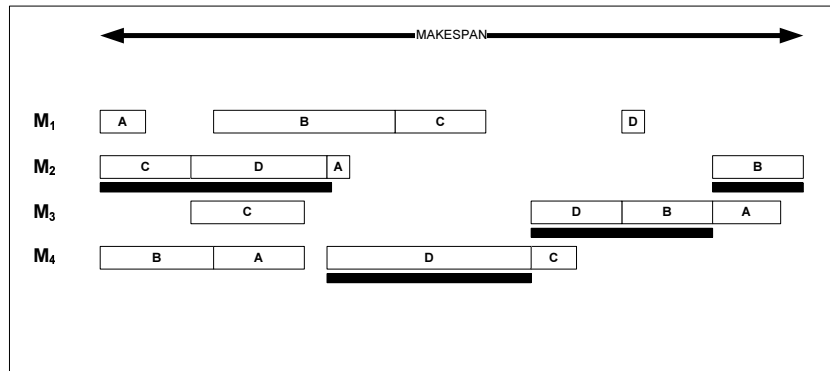 MAKESPAN
M₁ A B C D
M₂ C D A B
M₃ C D B A
M₄ B A D C